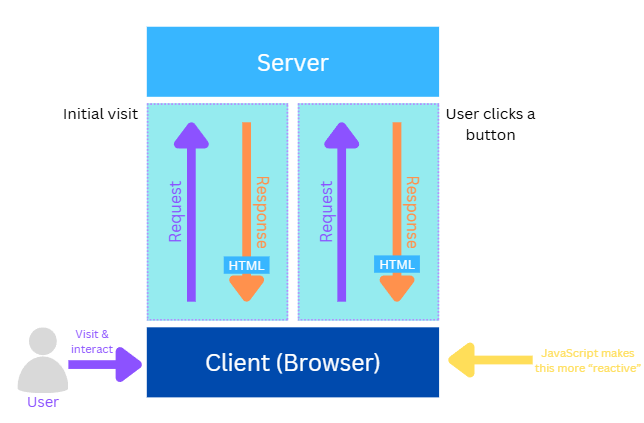 Server
Initial visit
User clicks a
button
Request
Response
HTML
Request
Response
HTML
Visit &
interact
User
Client (Browser)
JavaScript makes
this more "reactive"